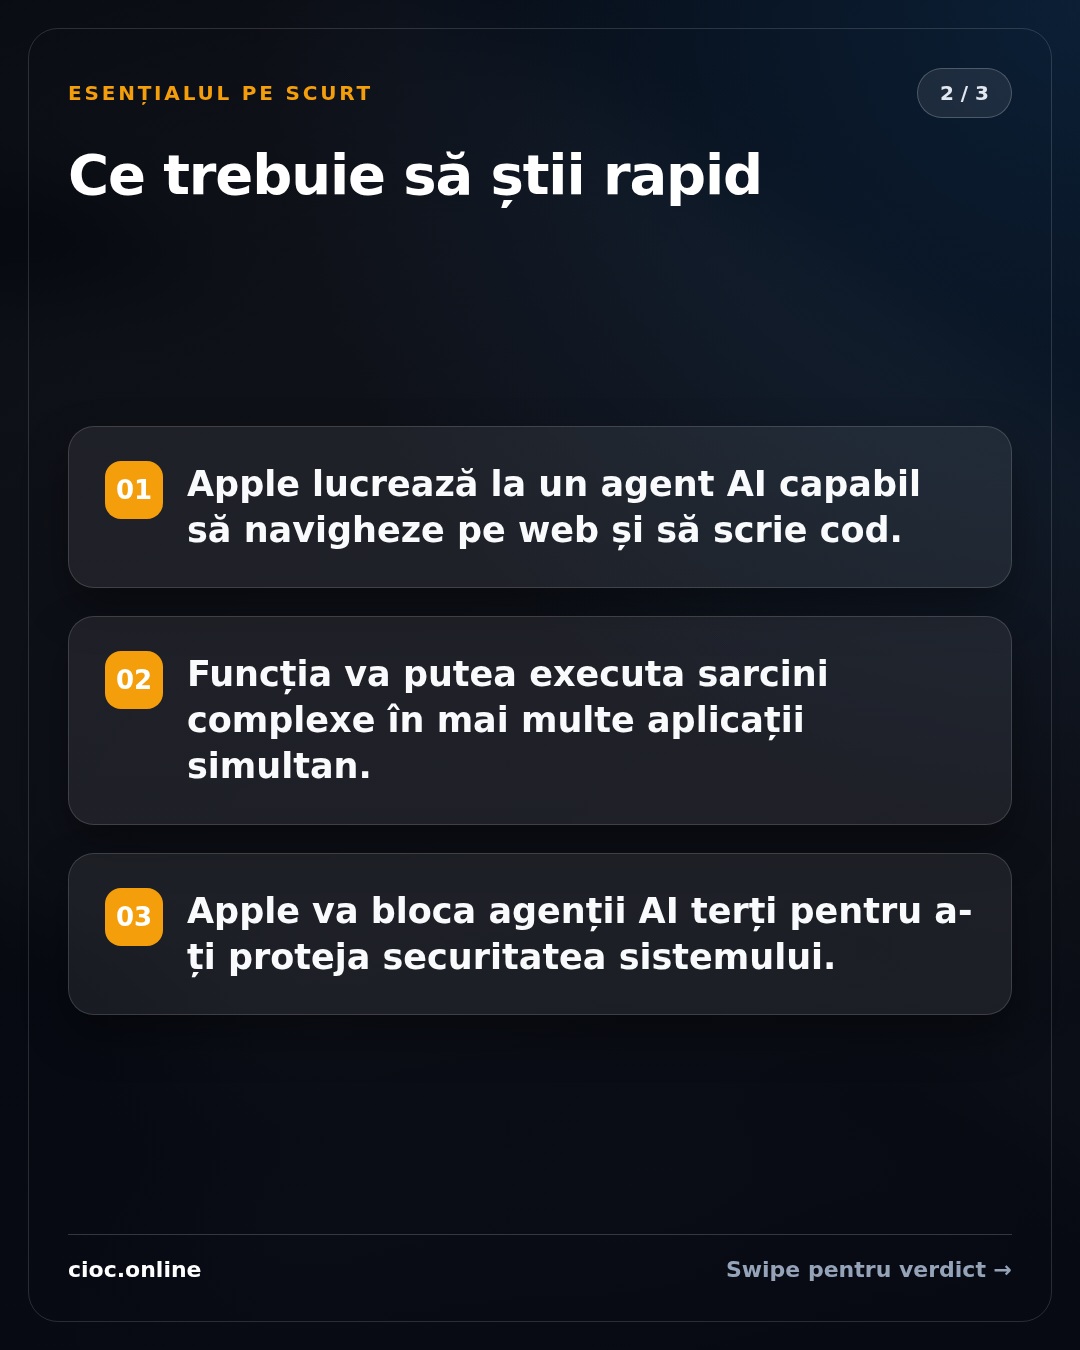 ESENȚIALUL PE SCURT
2 / 3
Ce trebuie să știi rapid
01
Apple lucrează la un agent AI capabil
să navigheze pe web și să scrie cod.
02
Funcția va putea executa sarcini
complexe în mai multe aplicații
simultan.
03
Apple va bloca agenții AI terți pentru a-
ți proteja securitatea sistemului.
cioc.online
Swipe pentru verdict →